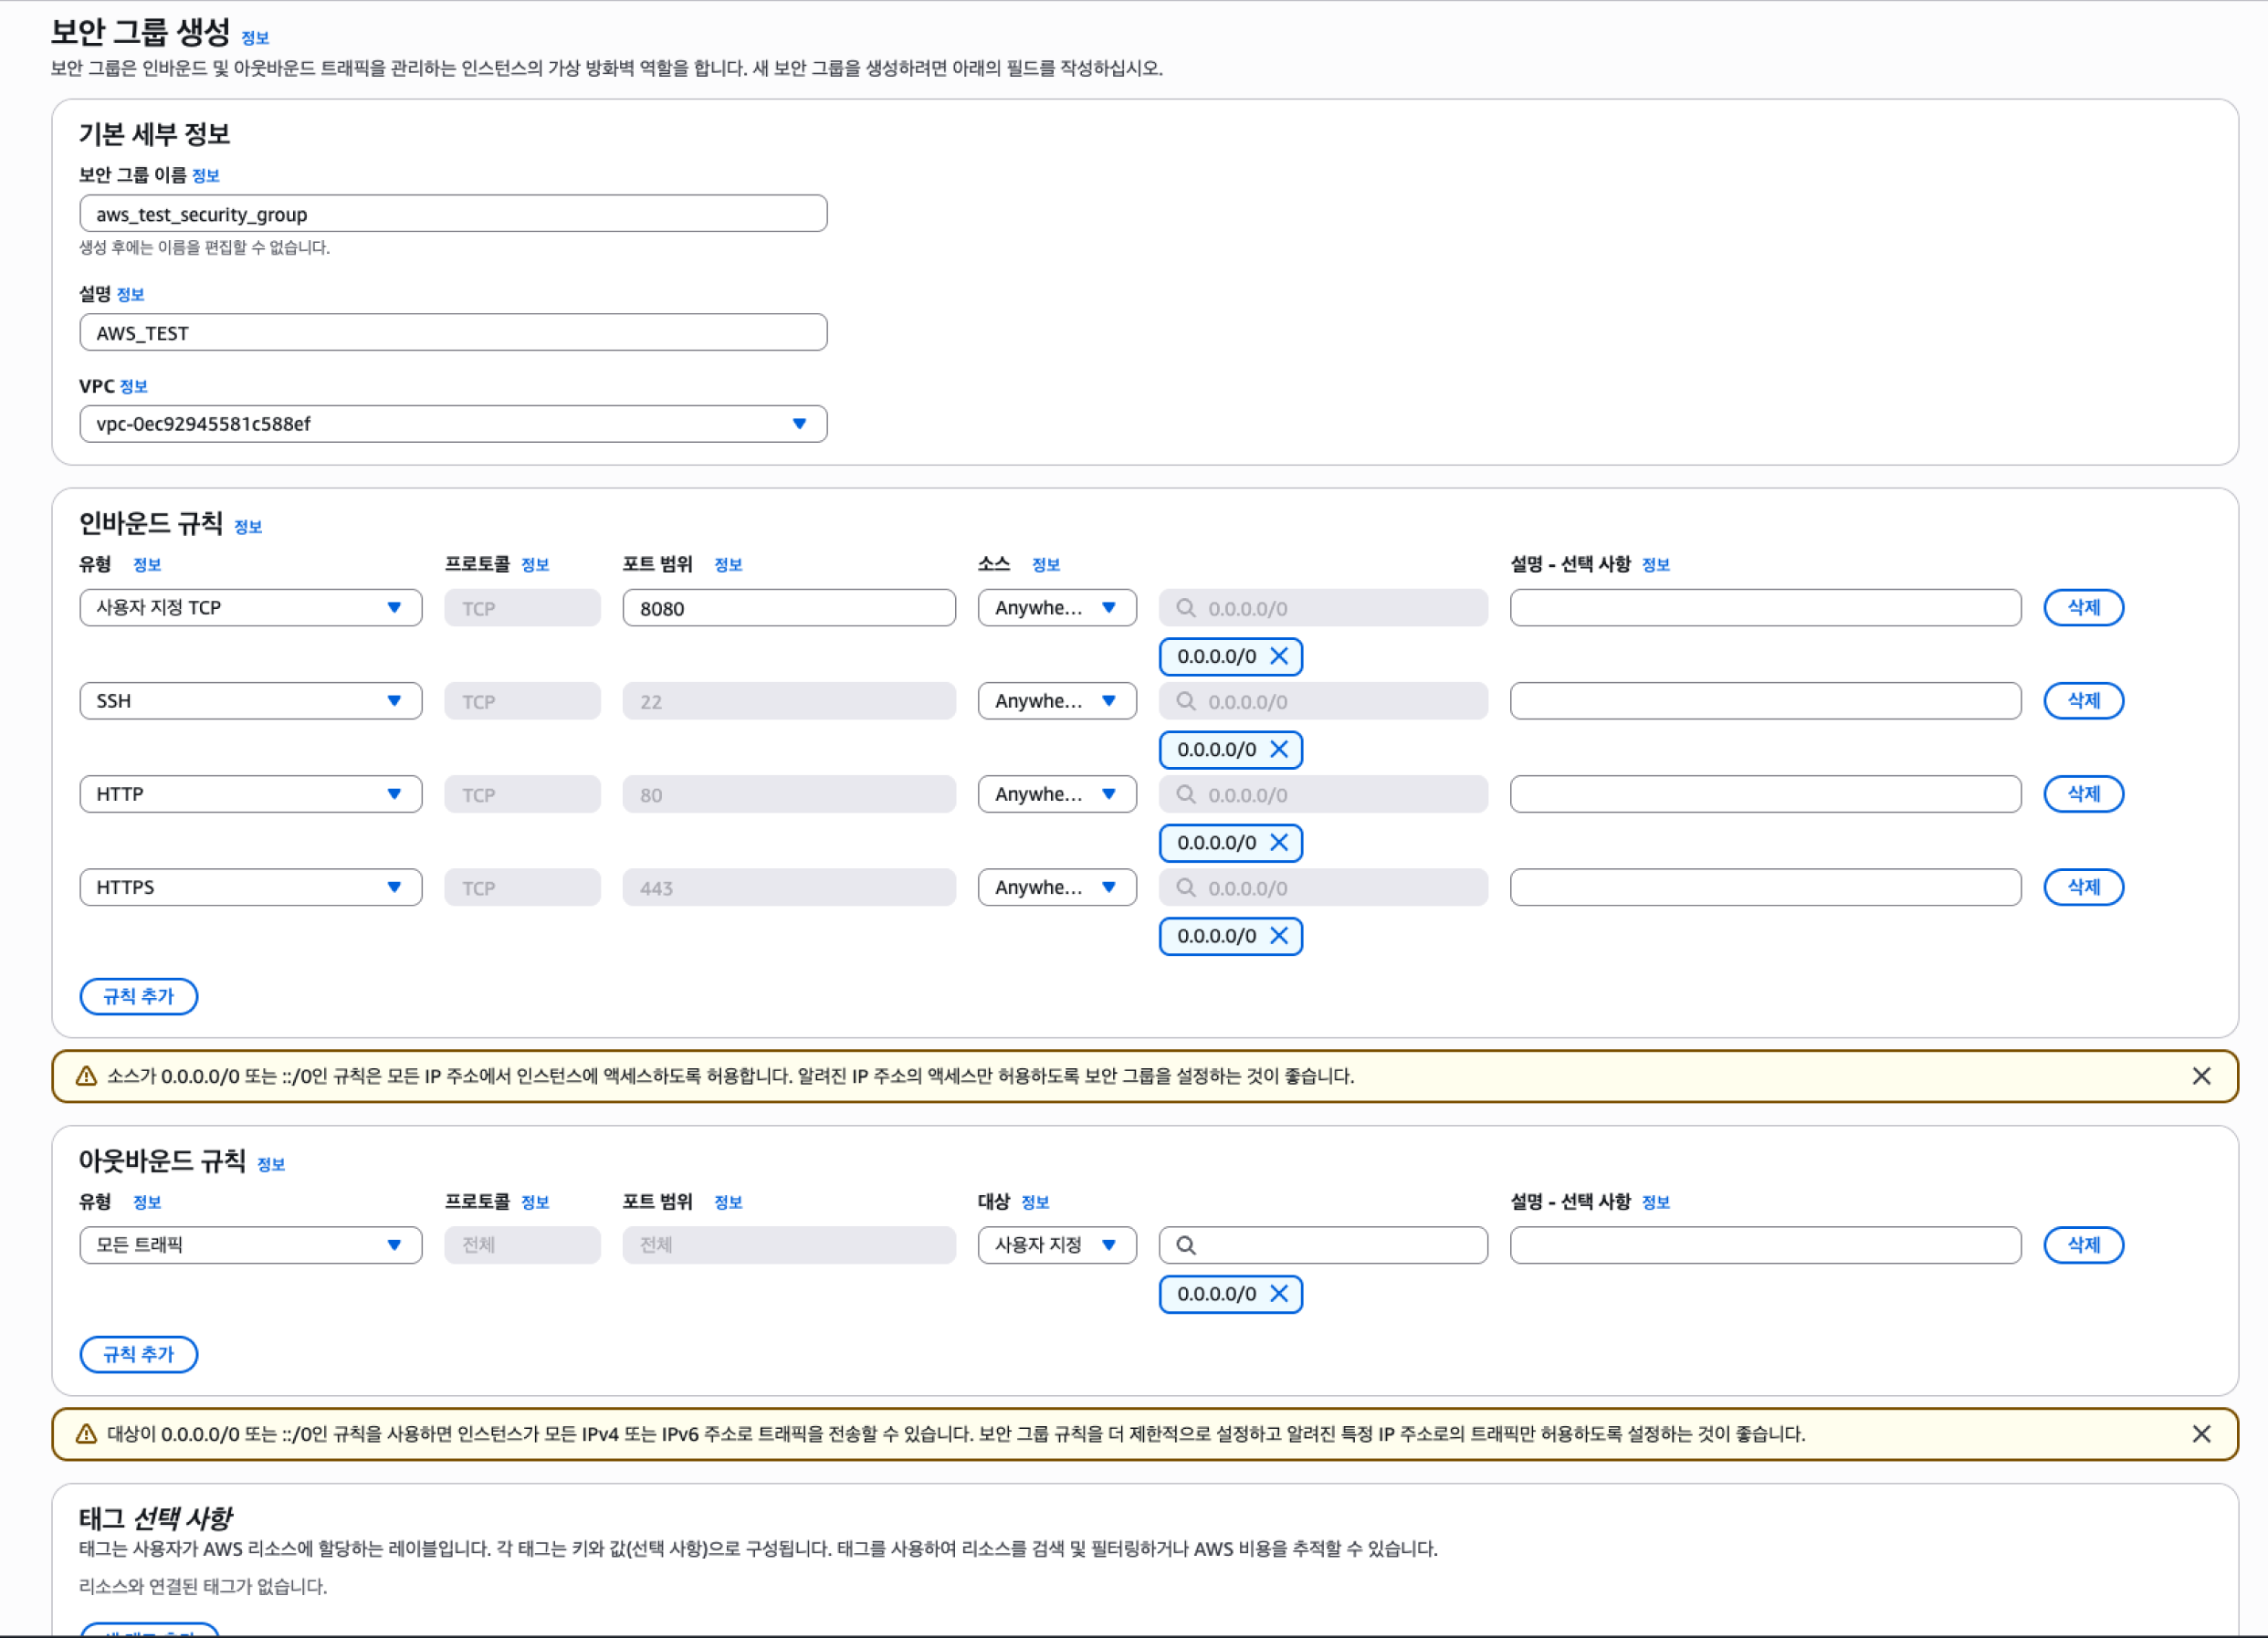 보안 그룹 생성 정보
보안 그룹은 인바운드 및 아웃바운드 트래픽을 관리하는 인스턴스의 가상 방화벽 역할을 합니다. 새 보안 그룹을 생성하려면 아래의 필드를 작성하십시오.
기본 세부 정보
보안 그룹 이름 정보
aws_test_security_group
생성 후에는 이름을 편집할 수 없습니다.
설명 정보
AWS_TEST
VPC 정보
vpc-0ec92945581c588ef
인바운드 규칙 정보
유형 정보 프로토콜 정보 포트 범위 정보 소스 정보 설명 - 선택 사항 정보
사용자 지정 TCP TCP 8080 Anywhe... 0.0.0.0/0 삭제
0.0.0.0/0
SSH TCP 22 Anywhe... 0.0.0.0/0 삭제
0.0.0.0/0
HTTP TCP 80 Anywhe... 0.0.0.0/0 삭제
0.0.0.0/0
HTTPS TCP 443 Anywhe... 0.0.0.0/0 삭제
0.0.0.0/0
규칙 추가
소스가 0.0.0.0/0 또는 ::/0인 규칙은 모든 IP 주소에서 인스턴스에 액세스하도록 허용합니다. 알려진 IP 주소의 액세스만 허용하도록 보안 그룹을 설정하는 것이 좋습니다.
아웃바운드 규칙 정보
유형 정보 프로토콜 정보 포트 범위 정보 대상 정보 설명 - 선택 사항 정보
모든 트래픽 전체 전체 사용자 지정 삭제
0.0.0.0/0
규칙 추가
대상이 0.0.0.0/0 또는 ::/0인 규칙을 사용하면 인스턴스가 모든 IPv4 또는 IPv6 주소로 트래픽을 전송할 수 있습니다. 보안 그룹 규칙을 더 제한적으로 설정하고 알려진 특정 IP 주소로의 트래픽만 허용하도록 설정하는 것이 좋습니다.
태그 선택 사항
태그는 사용자가 AWS 리소스에 할당하는 레이블입니다. 각 태그는 키와 값(선택 사항)으로 구성됩니다. 태그를 사용하여 리소스를 검색 및 필터링하거나 AWS 비용을 추적할 수 있습니다.
리소스와 연결된 태그가 없습니다.